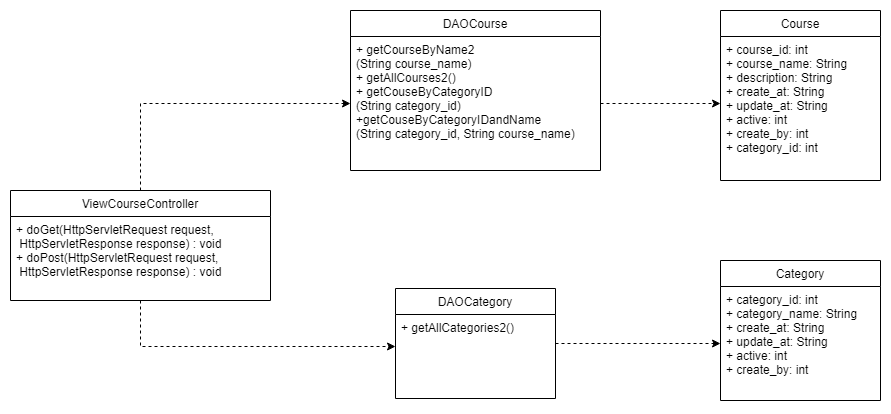 DAOCourse
+ getCourseByName2
(String course_name)
+ getAllCourses2()
+ getCouseByCategoryID
(String category_id)
+getCouseByCategoryIDandName
(String category_id, String course_name)
Course
+ course_id: int
+ course_name: String
+ description: String
+ create_at: String
+ update_at: String
+ active: int
+ create_by: int
+ category_id: int
ViewCourseController
+ doGet(HttpServletRequest request,
HttpServletResponse response) : void
+ doPost(HttpServletRequest request,
HttpServletResponse response) : void
DAOCategory
+ getAllCategories2()
Category
+ category_id: int
+ category_name: String
+ create_at: String
+ update_at: String
+ active: int
+ create_by: int